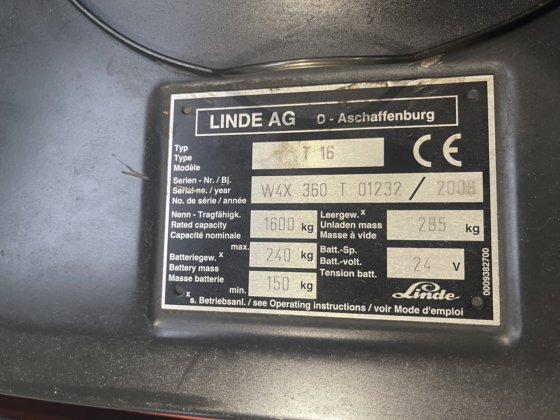 LINDE AG D - Aschaffenburg
Typ
Type
Modèle
T 16
CE
Serien - Nr. / Bj.
Serial no. / year
No. de série / année
W4X 360 T 01232 / 2008
Nenn - Tragfähigk.
Rated capacity
Capacité nominale
1600 kg
Leergew. x
Unladen mass
Masse à vide
285 kg
Batteriegew. x
Battery mass
Masse batterie
max. 240 kg
min. 150 kg
Batt.-Sp.
Batt.-volt.
Tension batt.
24 V
Linde
x s. Betriebsanl. / see Operating instructions / voir Mode d'emploi
0009382700